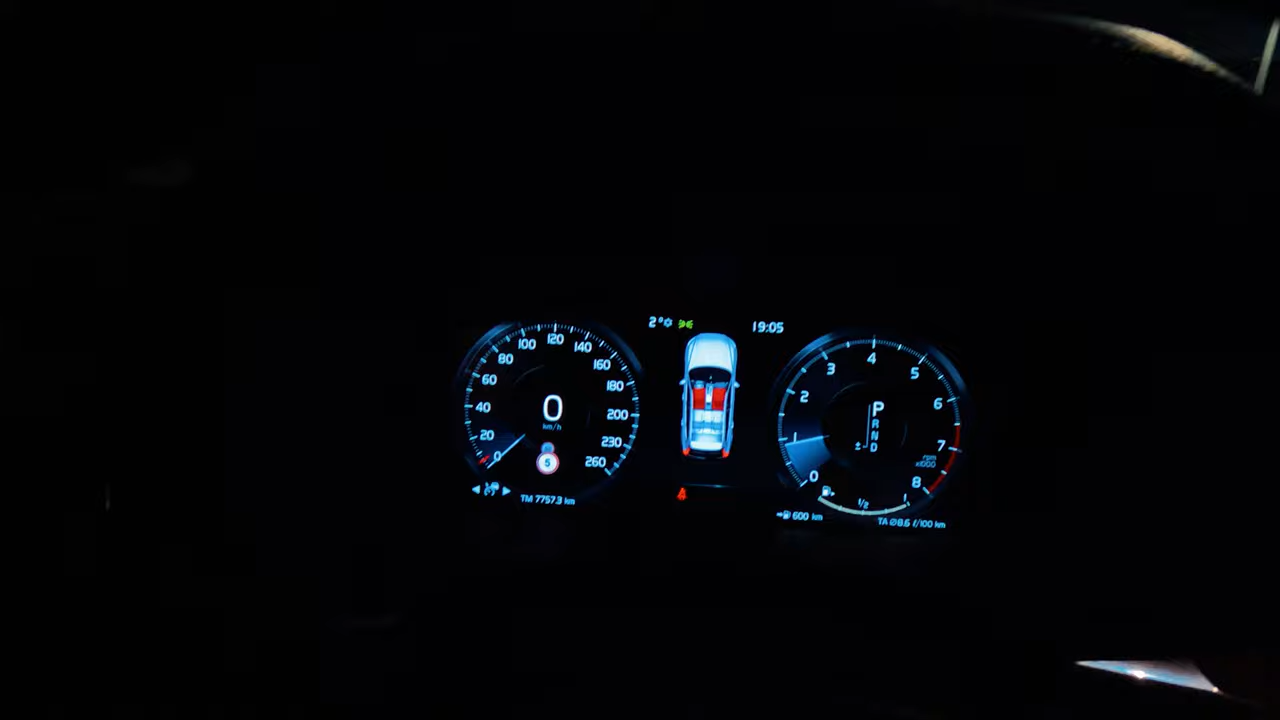 2° 19:05
0 20 40 60 80 100 120 140 160 180 200 230 260
0
km/h
5
TM 7757.3 km
0 1 2 3 4 5 6 7 8
P
R
N
D
±
rpm
x1000
1/2
1
600 km
TA ∅8.6 ℓ/100 km